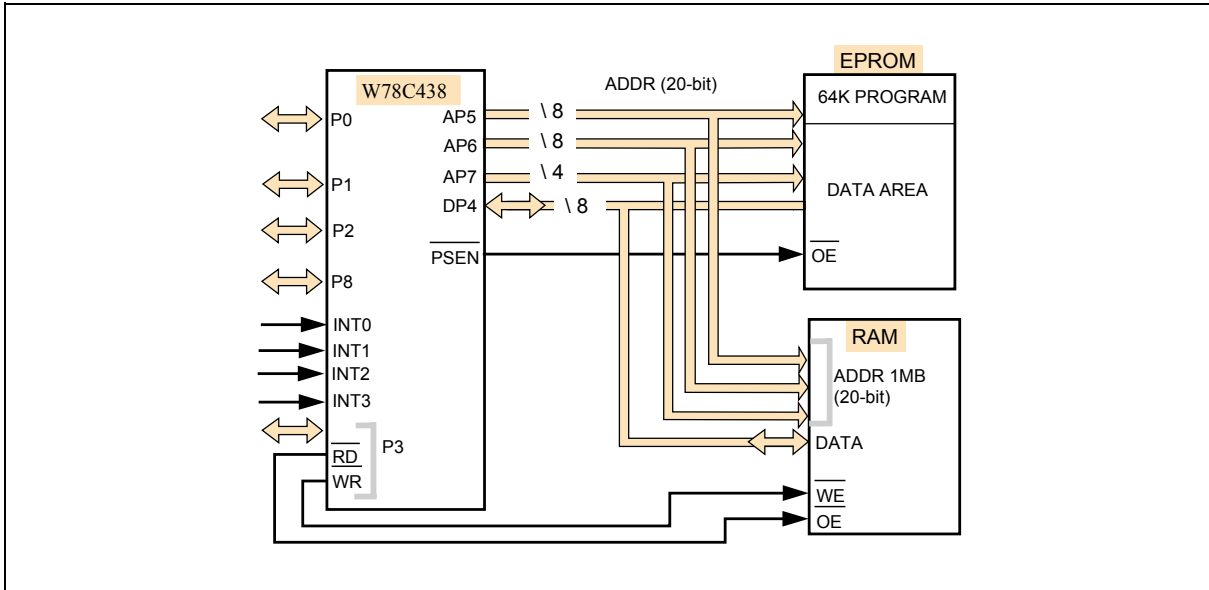 EPROM
ADDR (20-bit)
W78C438
64K PROGRAM
P0
AP5
\ 8
AP6
\ 8
AP7
\ 4
P1
DATA AREA
DP4
\ 8
P2
PSEN
OE
P8
INT0
INT1
INT2
INT3
RAM
ADDR 1MB
(20-bit)
P3
DATA
RD
WR
WE
OE